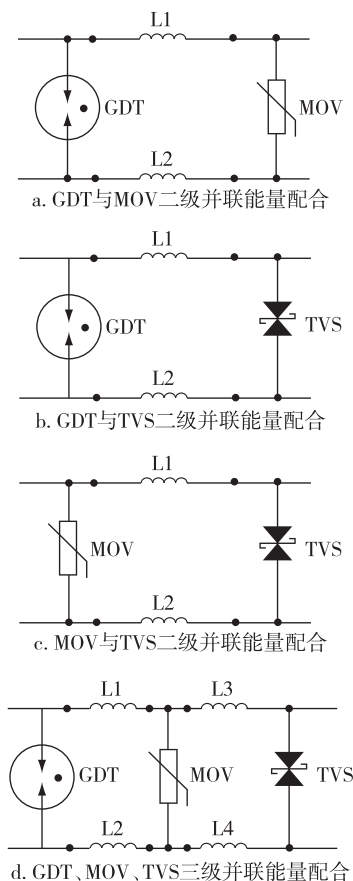 L1
GDT
MOV
L2
a. GDT与MOV二级并联能量配合
L1
GDT
TVS
L2
b. GDT与TVS二级并联能量配合
L1
MOV
TVS
L2
c. MOV与TVS二级并联能量配合
L1 L3
GDT
MOV
TVS
L2 L4
d. GDT、MOV、TVS三级并联能量配合